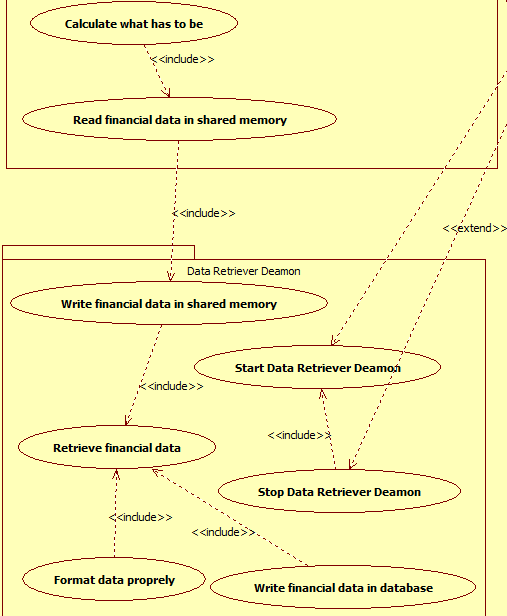 Calculate what has to be
<<include>>
Read financial data in shared memory
<<include>>
<<extend>>
Data Retriever Deamon
Write financial data in shared memory
Start Data Retriever Deamon
<<include>>
<<include>>
Retrieve financial data
Stop Data Retriever Deamon
<<include>>
<<include>>
Format data proprely
Write financial data in database